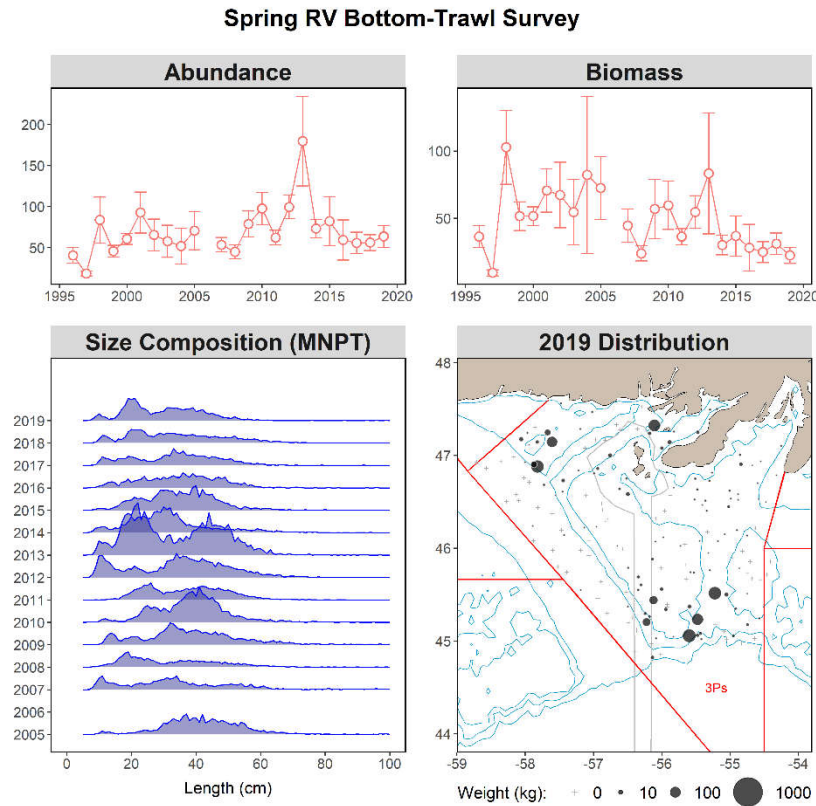 Spring RV Bottom-Trawl Survey
Abundance
Biomass
200
150
100
50
1995 2000 2005 2010 2015 2020
100
50
1995 2000 2005 2010 2015 2020
Size Composition (MNPT)
2019 Distribution
2019
2018
2017
2016
2015
2014
2013
2012
2011
2010
2009
2008
2007
2006
2005
0 20 40 60 80 100
Length (cm)
48
47
46
45
44
3Ps
-59 -58 -57 -56 -55 -54
Weight (kg): 0 10 100 1000